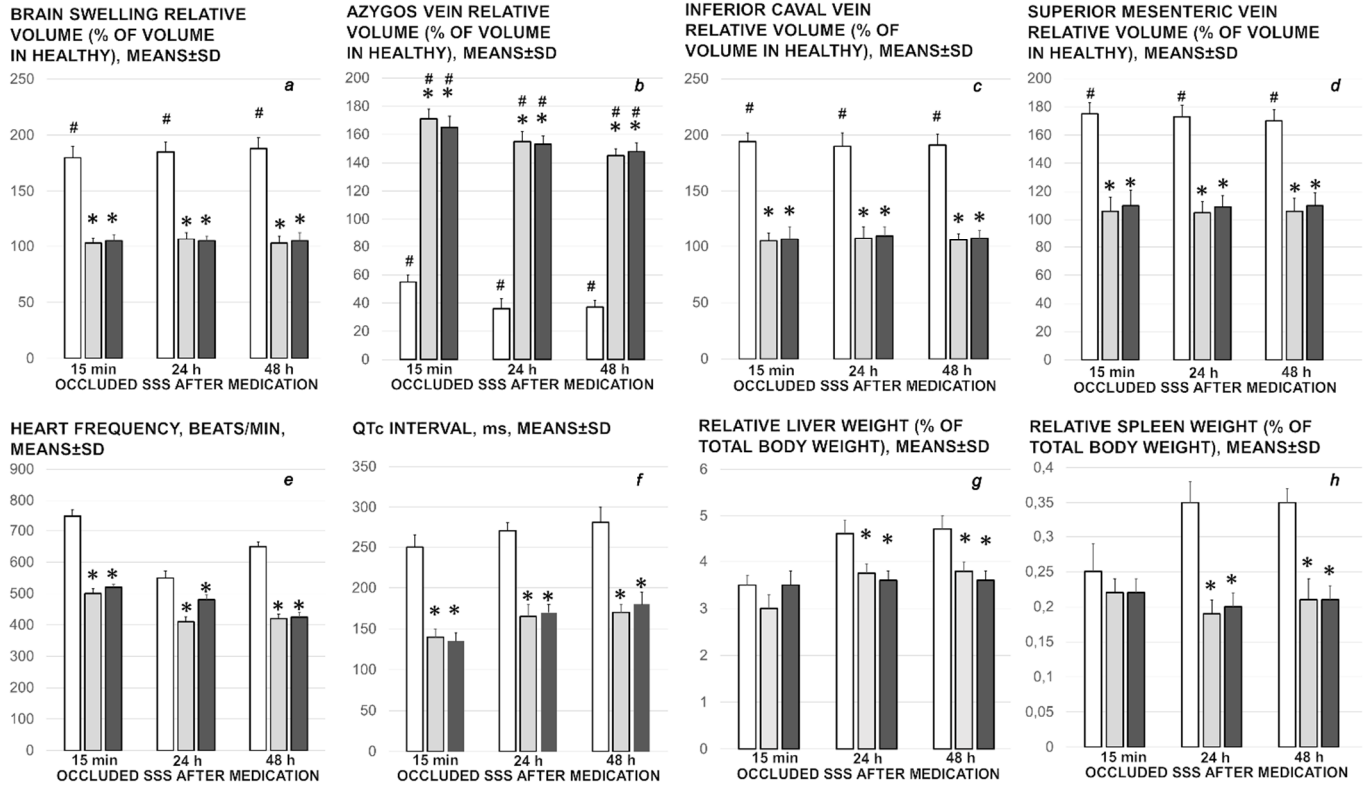 BRAIN SWELLING RELATIVE
VOLUME (% OF VOLUME
IN HEALTHY), MEANS±SD
250
200
150
100
50
0
a
#
#
#
* *
* *
* *
15 min 24 h 48 h
OCCLUDED SSS AFTER MEDICATION
AZYGOS VEIN RELATIVE
VOLUME (% OF VOLUME
IN HEALTHY), MEANS±SD
200
180
160
140
120
100
80
60
40
20
0
b
# #
* *
# #
* *
# #
* *
#
#
#
15 min 24 h 48 h
OCCLUDED SSS AFTER MEDICATION
INFERIOR CAVAL VEIN
RELATIVE VOLUME (% OF
VOLUME IN HEALTHY), MEANS±SD
250
200
150
100
50
0
c
#
#
#
* *
* *
* *
15 min 24 h 48 h
OCCLUDED SSS AFTER MEDICATION
SUPERIOR MESENTERIC VEIN
RELATIVE VOLUME (% OF VOLUME
IN HEALTHY), MEANS±SD
200
180
160
140
120
100
80
60
40
20
0
d
#
#
#
* *
* *
* *
15 min 24 h 48 h
OCCLUDED SSS AFTER MEDICATION
HEART FREQUENCY, BEATS/MIN,
MEANS±SD
900
800
700
600
500
400
300
200
100
0
e
* *
* *
* *
15 min 24 h 48 h
OCCLUDED SSS AFTER MEDICATION
QTc INTERVAL, ms, MEANS±SD
350
300
250
200
150
100
50
0
f
* *
* *
* *
15 min 24 h 48 h
OCCLUDED SSS AFTER MEDICATION
RELATIVE LIVER WEIGHT (% OF
TOTAL BODY WEIGHT), MEANS±SD
6
5
4
3
2
1
0
g
* *
* *
15 min 24 h 48 h
OCCLUDED SSS AFTER MEDICATION
RELATIVE SPLEEN WEIGHT (% OF
TOTAL BODY WEIGHT), MEANS±SD
0,4
0,35
0,3
0,25
0,2
0,15
0,1
0,05
0
h
* *
* *
15 min 24 h 48 h
OCCLUDED SSS AFTER MEDICATION